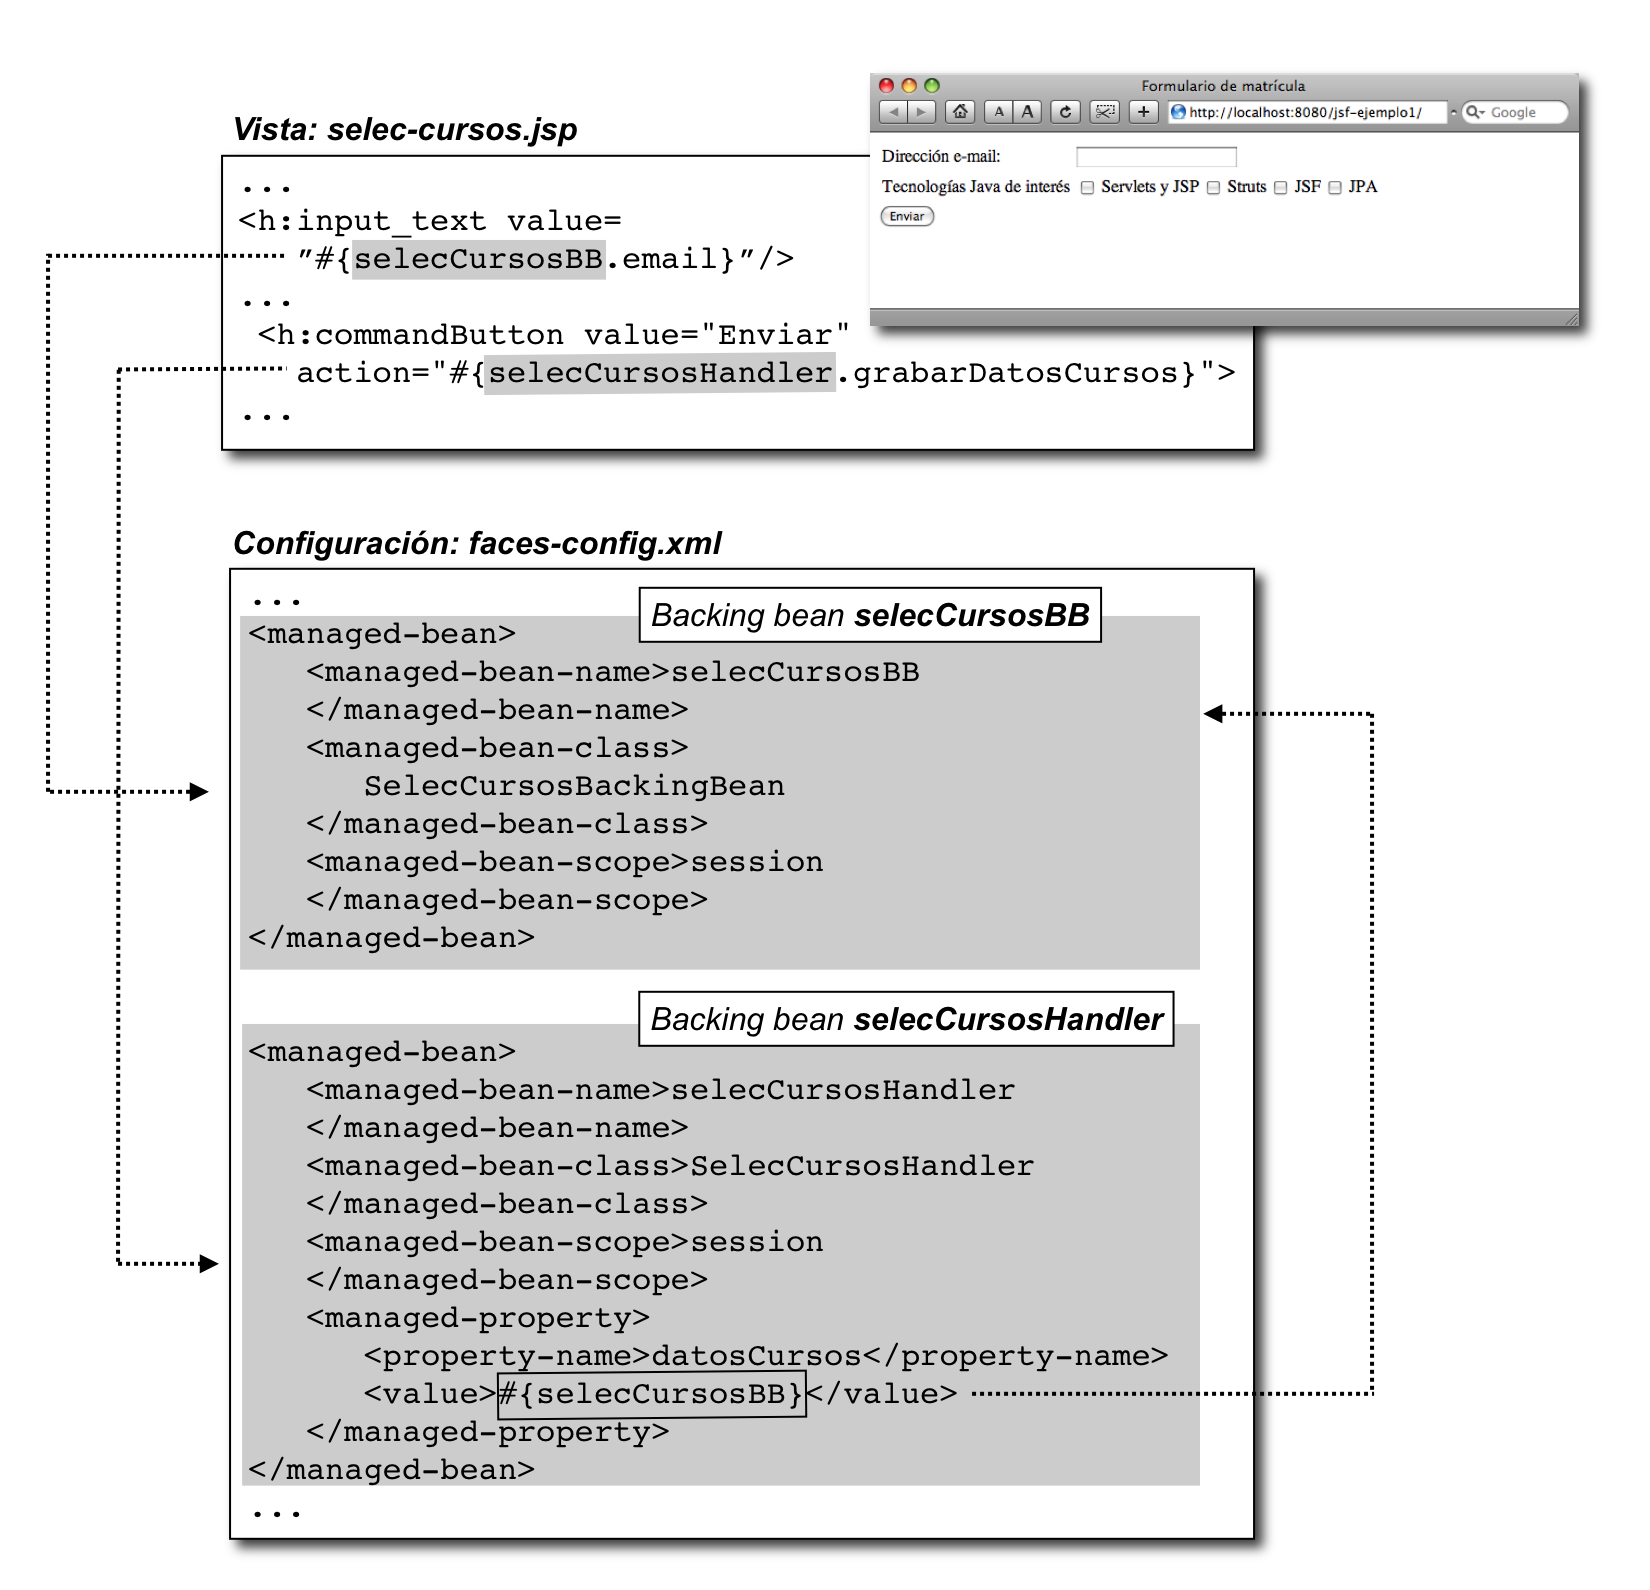 Formulario de matrícula
A A + http://localhost:8080/jsf-ejemplo1/ Google
Dirección e-mail:
Tecnologías Java de interés Servlets y JSP Struts JSF JPA
Enviar
Vista: selec-cursos.jsp
...
<h:input_text value=
”#{selecCursosBB.email}”/>
...
<h:commandButton value="Enviar"
action="#{selecCursosHandler.grabarDatosCursos}">
...
Configuración: faces-config.xml
...
Backing bean selecCursosBB
<managed-bean>
<managed-bean-name>selecCursosBB
</managed-bean-name>
<managed-bean-class>
SelecCursosBackingBean
</managed-bean-class>
<managed-bean-scope>session
</managed-bean-scope>
</managed-bean>
Backing bean selecCursosHandler
<managed-bean>
<managed-bean-name>selecCursosHandler
</managed-bean-name>
<managed-bean-class>SelecCursosHandler
</managed-bean-class>
<managed-bean-scope>session
</managed-bean-scope>
<managed-property>
<property-name>datosCursos</property-name>
<value>#{selecCursosBB}</value>
</managed-property>
</managed-bean>
...